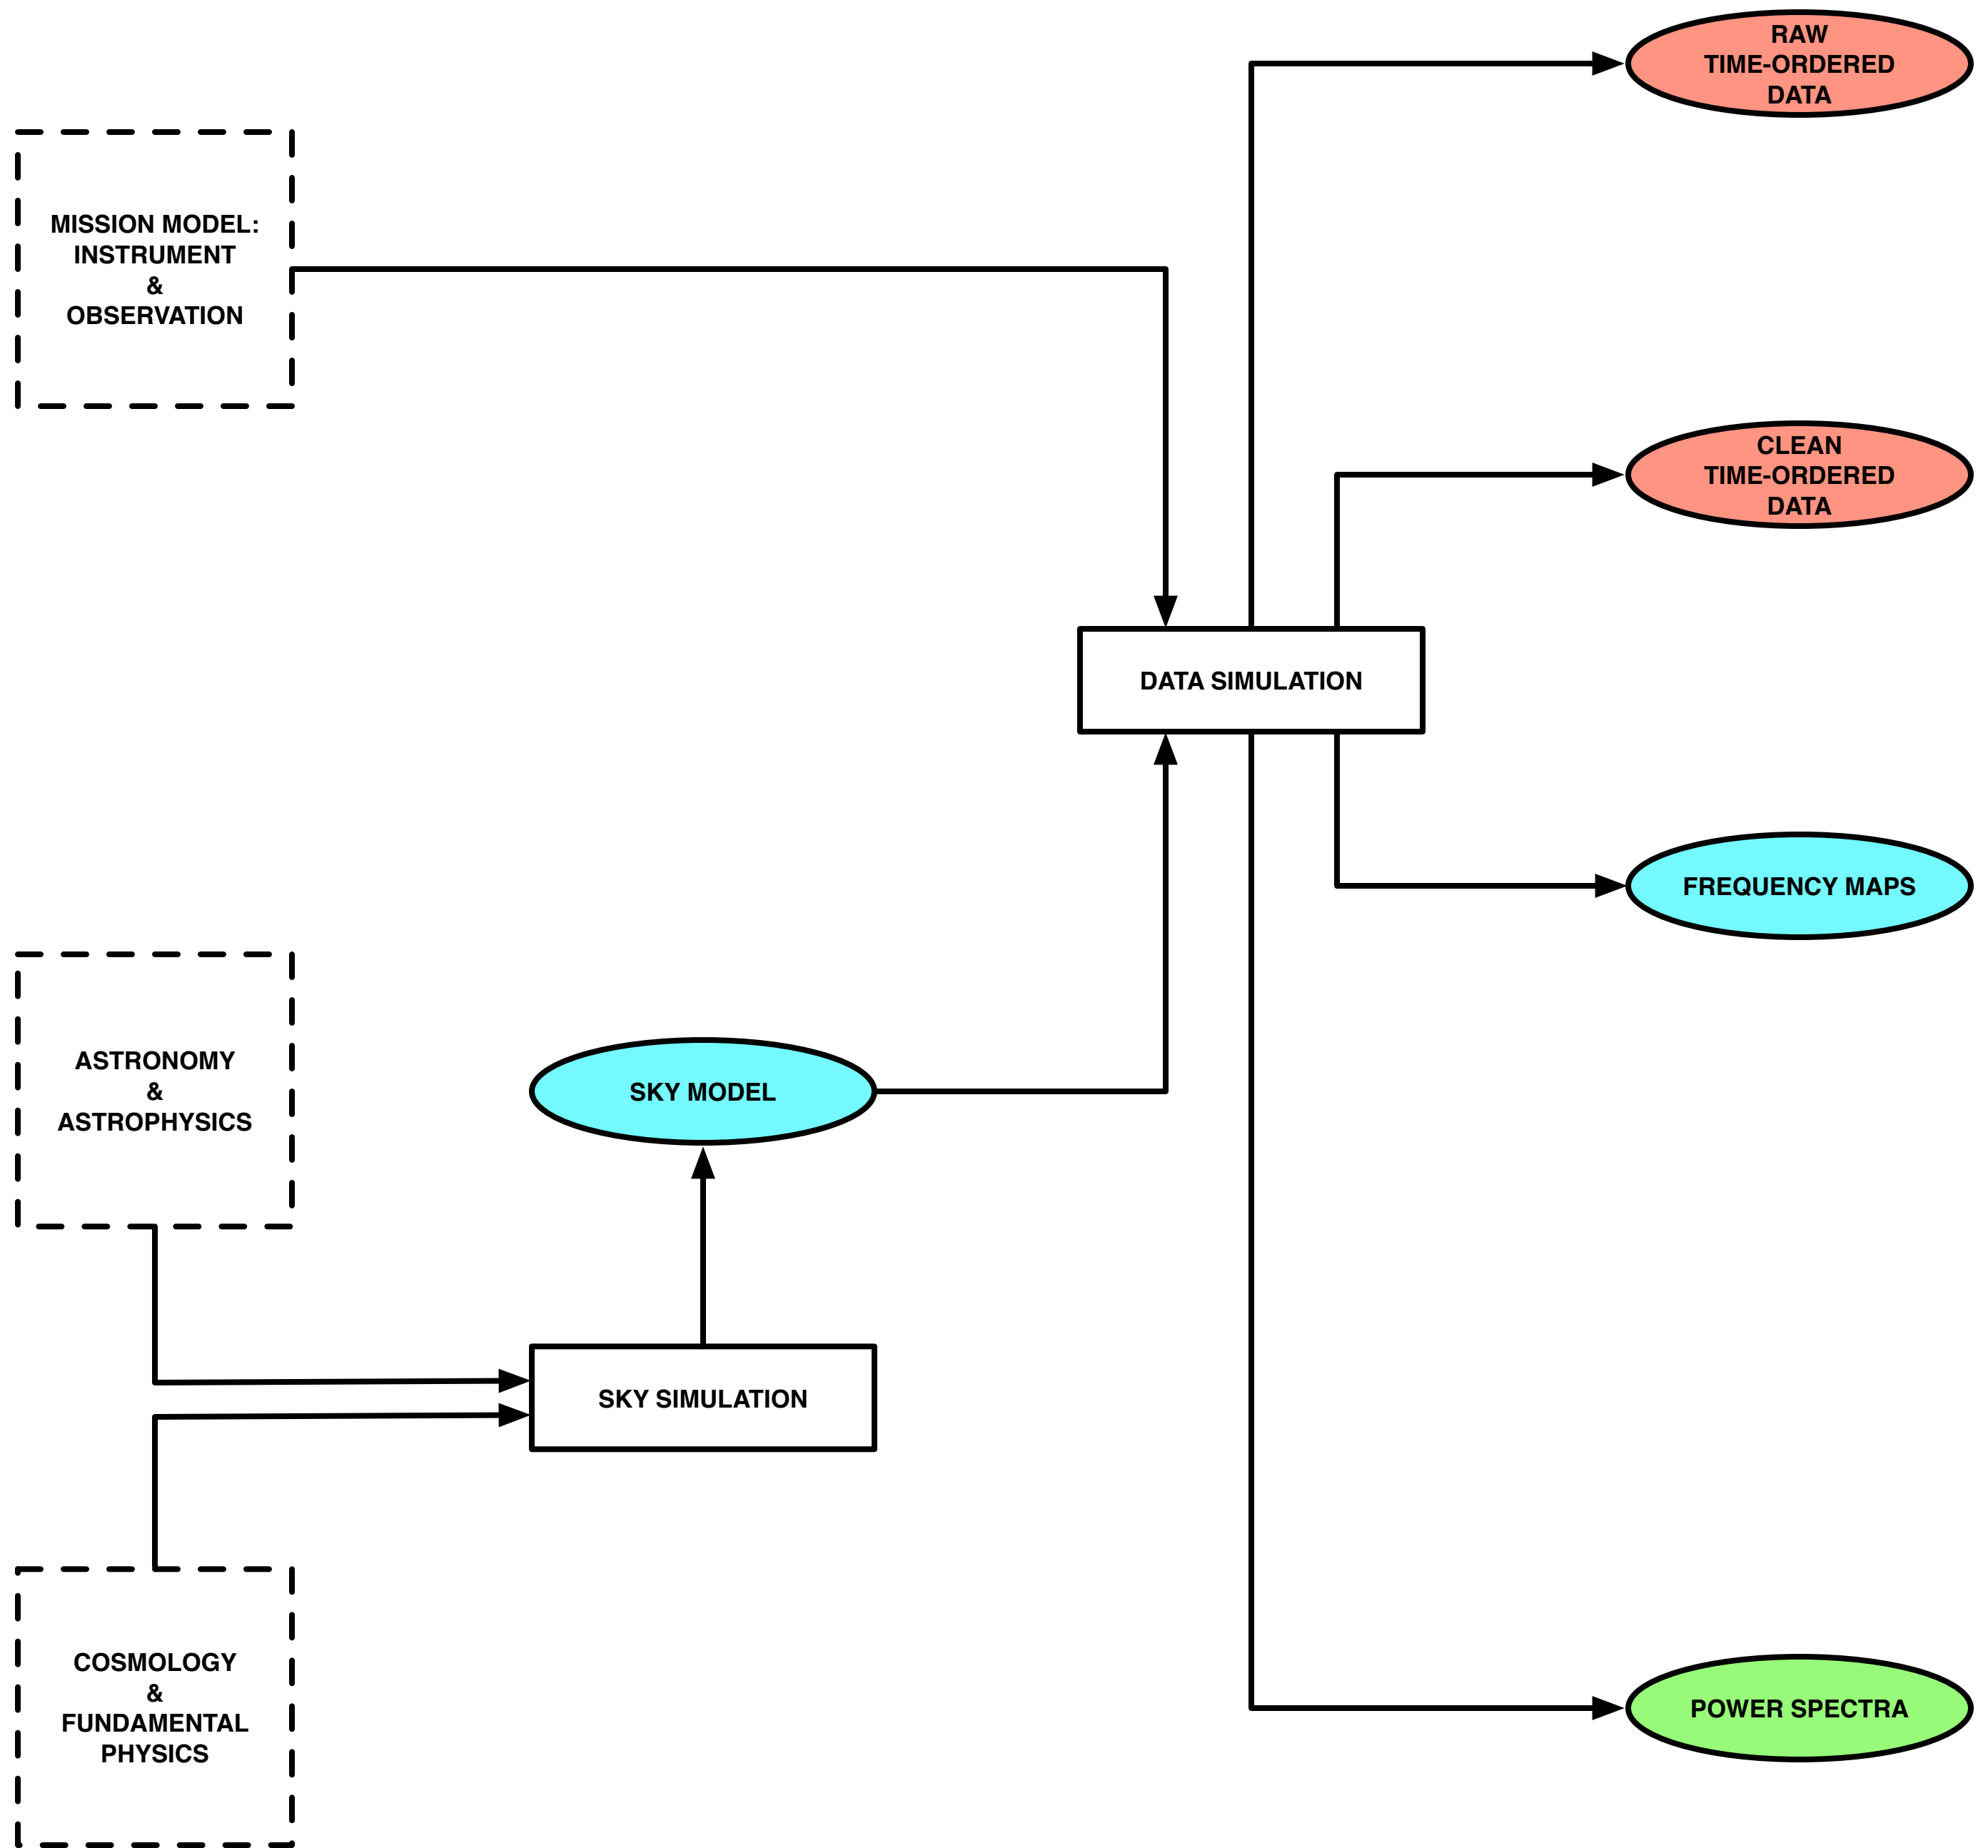 RAW
TIME-ORDERED
DATA
MISSION MODEL:
INSTRUMENT
&
OBSERVATION
CLEAN
TIME-ORDERED
DATA
DATA SIMULATION
FREQUENCY MAPS
ASTRONOMY
&
ASTROPHYSICS
SKY MODEL
SKY SIMULATION
COSMOLOGY
&
FUNDAMENTAL
PHYSICS
POWER SPECTRA